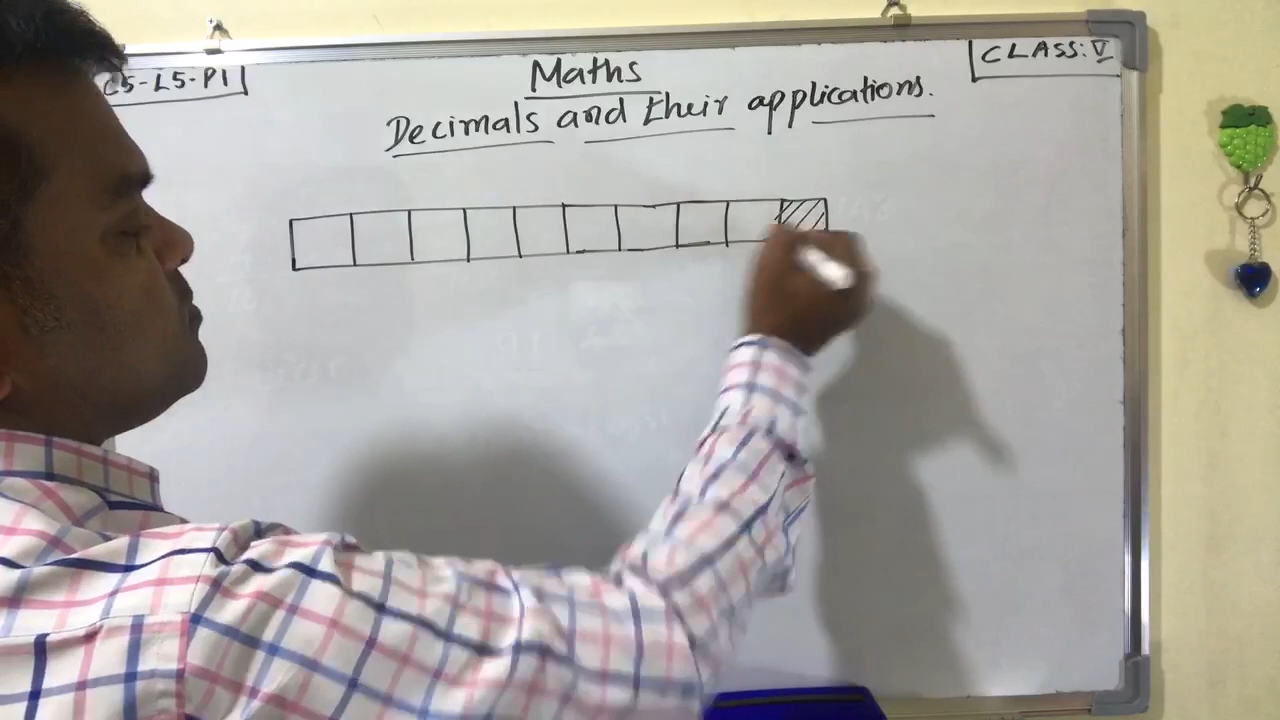 C5-L5-P1
Maths
CLASS: V
Decimals and their applications.